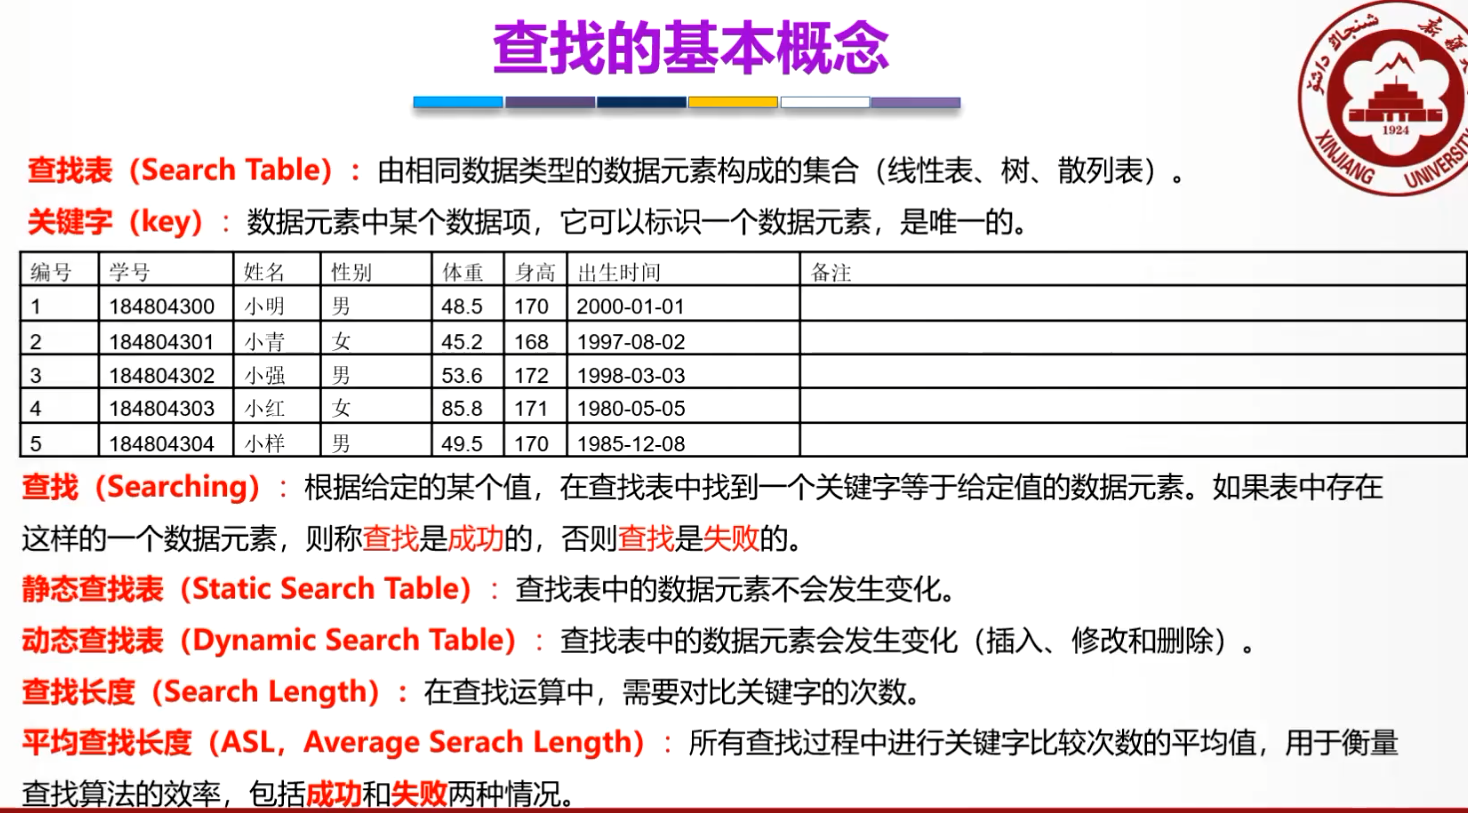 查找的基本概念
شىنجاڭ داشۆ
新疆
1924
XINJIANG UNIVERSITY
查找表（Search Table）：由相同数据类型的数据元素构成的集合（线性表、树、散列表）。
关键字（key）：数据元素中某个数据项，它可以标识一个数据元素，是唯一的。
编号 学号 姓名 性别 体重 身高 出生时间 备注
1 184804300 小明 男 48.5 170 2000-01-01
2 184804301 小青 女 45.2 168 1997-08-02
3 184804302 小强 男 53.6 172 1998-03-03
4 184804303 小红 女 85.8 171 1980-05-05
5 184804304 小样 男 49.5 170 1985-12-08
查找（Searching）：根据给定的某个值，在查找表中找到一个关键字等于给定值的数据元素。如果表中存在
这样的一个数据元素，则称查找是成功的，否则查找是失败的。
静态查找表（Static Search Table）：查找表中的数据元素不会发生变化。
动态查找表（Dynamic Search Table）：查找表中的数据元素会发生变化（插入、修改和删除）。
查找长度（Search Length）：在查找运算中，需要对比关键字的次数。
平均查找长度（ASL，Average Serach Length）：所有查找过程中进行关键字比较次数的平均值，用于衡量
查找算法的效率，包括成功和失败两种情况。